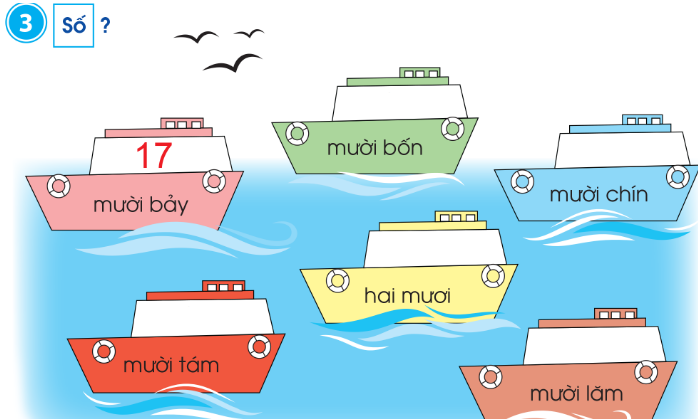 3 Số ?
mười bốn
17
mười bảy
mười chín
hai mươi
mười tám
mười lăm